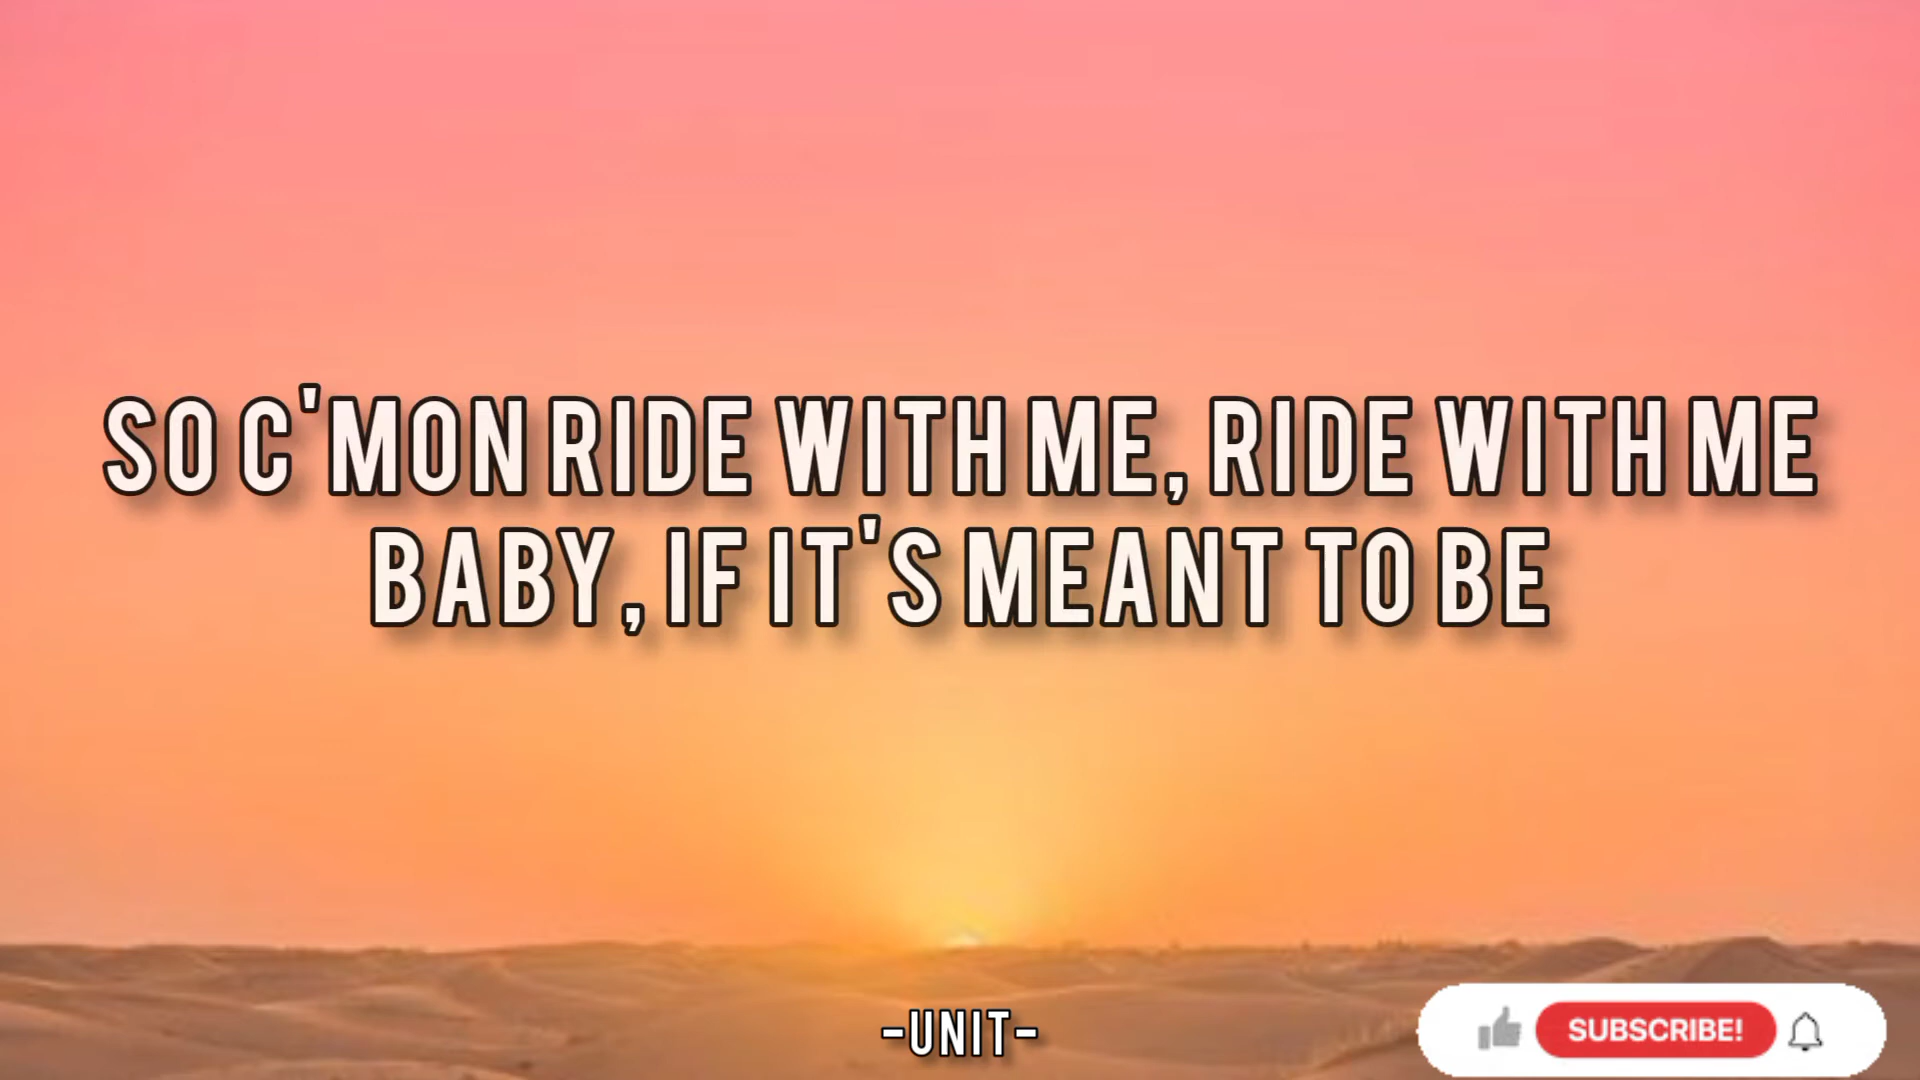 SO C'MON RIDE WITH ME, RIDE WITH ME
BABY, IF IT'S MEANT TO BE
-UNIT-
SUBSCRIBE!